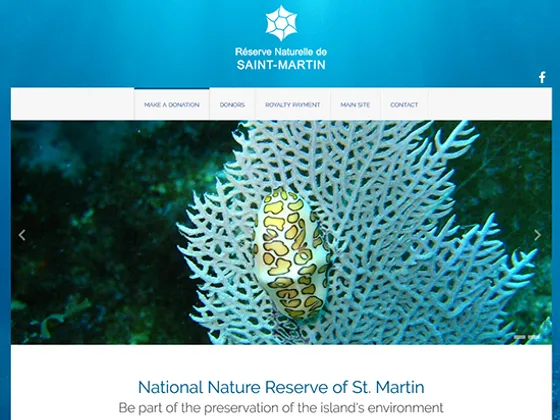 Réserve Naturelle de
SAINT-MARTIN
MAKE A DONATION
DONORS
ROYALTY PAYMENT
MAIN SITE
CONTACT
National Nature Reserve of St. Martin
Be part of the preservation of the island's environment